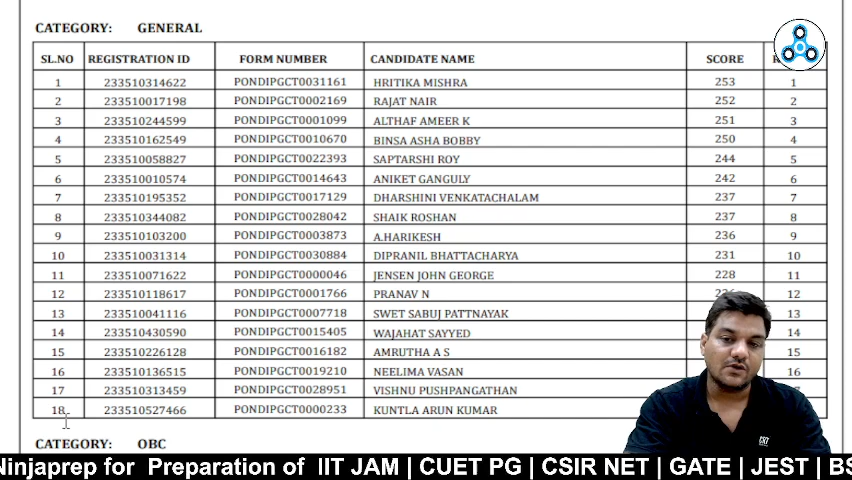 CATEGORY: GENERAL
SL.NO REGISTRATION ID FORM NUMBER CANDIDATE NAME SCORE
1 233510314622 PONDIPGCT0031161 HRITIKA MISHRA 253 1
2 233510017198 PONDIPGCT0002169 RAJAT NAIR 252 2
3 233510244599 PONDIPGCT0001099 ALTHAF AMEER K 251 3
4 233510162549 PONDIPGCT0010670 BINSA ASHA BOBBY 250 4
5 233510058827 PONDIPGCT0022393 SAPTARSHI ROY 244 5
6 233510010574 PONDIPGCT0014643 ANIKET GANGULY 242 6
7 233510195352 PONDIPGCT0017129 DHARSHINI VENKATACHALAM 237 7
8 233510344082 PONDIPGCT0028042 SHAIK ROSHAN 237 8
9 233510103200 PONDIPGCT0003873 A.HARIKESH 236 9
10 233510031314 PONDIPGCT0030884 DIPRANIL BHATTACHARYA 231 10
11 233510071622 PONDIPGCT0000046 JENSEN JOHN GEORGE 228 11
12 233510118617 PONDIPGCT0001766 PRANAV N 12
13 233510041116 PONDIPGCT0007718 SWET SABUJ PATTNAYAK 13
14 233510430590 PONDIPGCT0015405 WAJAHAT SAYYED 14
15 233510226128 PONDIPGCT0016182 AMRUTHA A S 15
16 233510136515 PONDIPGCT0019210 NEELIMA VASAN 16
17 233510313459 PONDIPGCT0028951 VISHNU PUSHPANGATHAN
18 233510527466 PONDIPGCT0000233 KUNTLA ARUN KUMAR
CATEGORY: OBC
Ninjaprep for Preparation of IIT JAM | CUET PG | CSIR NET | GATE | JEST | BS